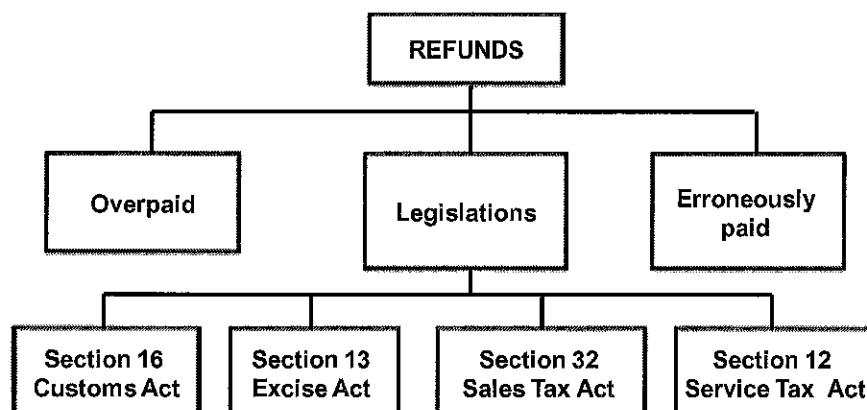 REFUNDS
Overpaid
Legislations
Erroneously
paid
Section 16
Customs Act
Section 13
Excise Act
Section 32
Sales Tax Act
Section 12
Service Tax Act